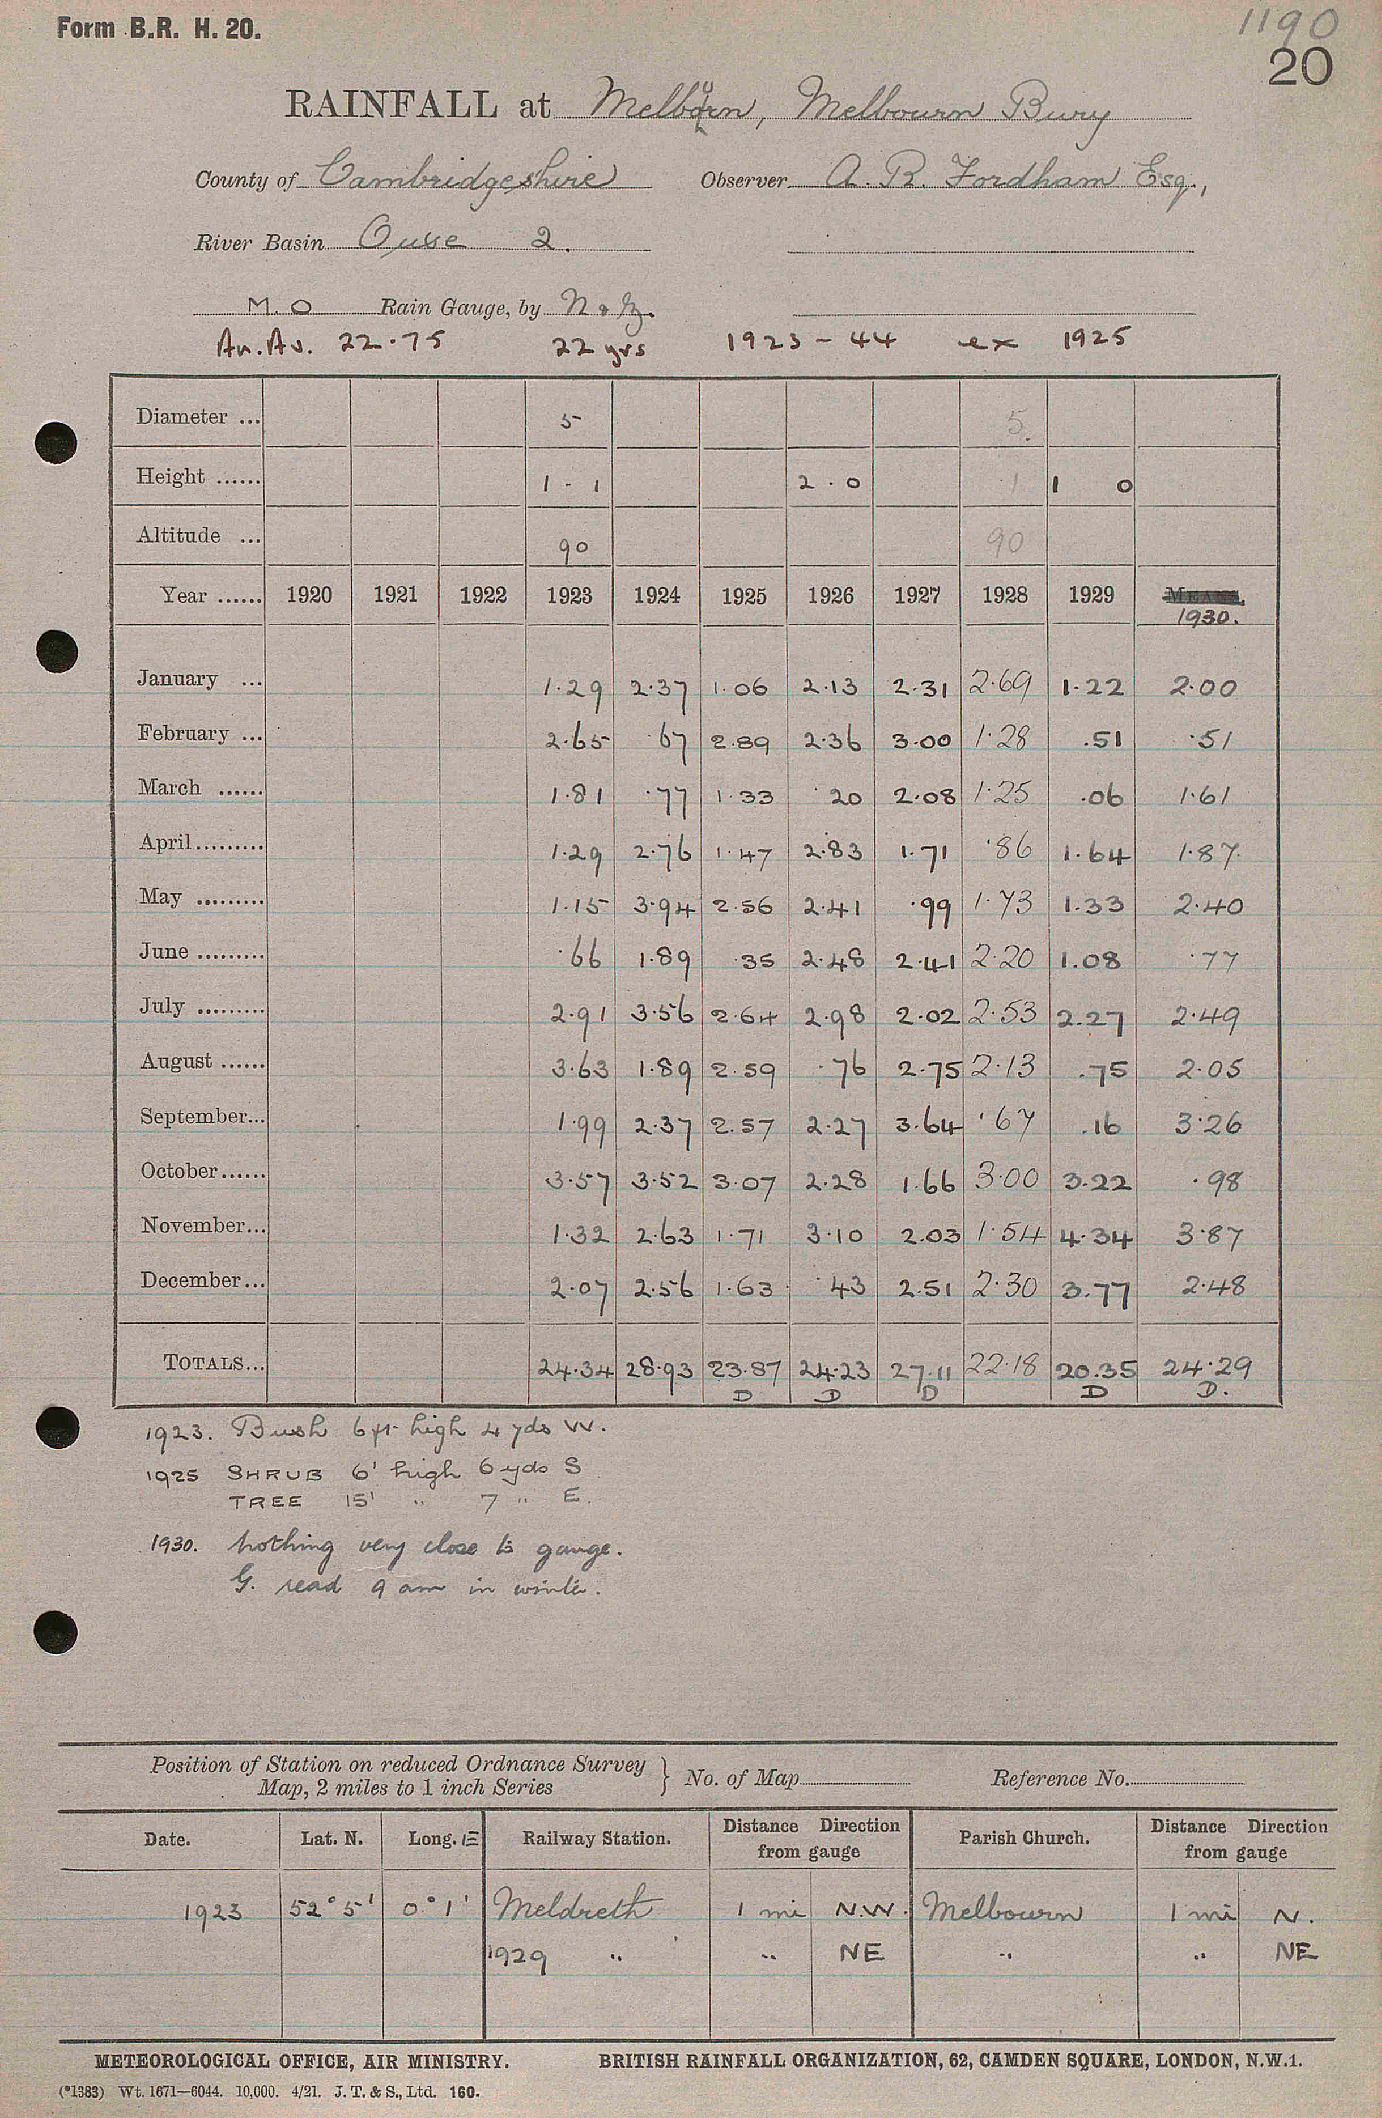 Form B.R. H. 20.
1190
20
RAINFALL at Melbourn, Melbourn Bury
County of Cambridgeshire Observer A. R. Fordham Esq.,
River Basin Ouse 2.
M.O Rain Gauge, by N & Z.
An. Av. 22.75 22 yrs 1923 - 44 ex 1925
Diameter ... 5 5.
Height ...... 1 - 1 2 . 0 1 1 0
Altitude ... 90 90
Year ...... 1920 1921 1922 1923 1924 1925 1926 1927 1928 1929 MEANS.
1930.
January ... 1.29 2.37 1.06 2.13 2.31 2.69 1.22 2.00
February ... 2.65 .67 2.89 2.36 3.00 1.28 .51 .51
March ...... 1.81 .77 1.33 .20 2.08 1.25 .06 1.61
April......... 1.29 2.76 1.47 2.83 1.71 .86 1.64 1.87
May ......... 1.15 3.94 2.56 2.41 .99 1.73 1.33 2.40
June ......... .66 1.89 .35 2.48 2.41 2.20 1.08 .77
July ......... 2.91 3.56 2.64 2.98 2.02 2.53 2.27 2.49
August ...... 3.63 1.89 2.59 .76 2.75 2.13 .75 2.05
September... 1.99 2.37 2.57 2.27 3.64 .67 .16 3.26
October...... 3.57 3.52 3.07 2.28 1.66 3.00 3.22 .98
November... 1.32 2.63 1.71 3.10 2.03 1.54 4.34 3.87
December... 2.07 2.56 1.63 .43 2.51 2.30 3.77 2.48
TOTALS... 24.34 28.93 23.87 24.23 27.11 22.18 20.35 24.29
D D D D D.
1923. Bush 6 ft high 4 yds W.
1925 SHRUB 6' high 6 yds S
TREE 15' " 7 " E.
1930. Nothing very close to gauge.
G. read 9 am in winter.
Position of Station on reduced Ordnance Survey
Map, 2 miles to 1 inch Series } No. of Map Reference No.
Date. Lat. N. Long. E Railway Station. Distance Direction from gauge Parish Church. Distance Direction from gauge
1923 52° 5' 0° 1' Meldreth 1 mi N.W. Melbourn 1 mi N.
1929 " " NE " " NE
METEOROLOGICAL OFFICE, AIR MINISTRY. BRITISH RAINFALL ORGANIZATION, 62, CAMDEN SQUARE, LONDON, N.W.1.
(*1383) Wt. 1671—6044. 10,000. 4/21. J. T. & S., Ltd. 160.